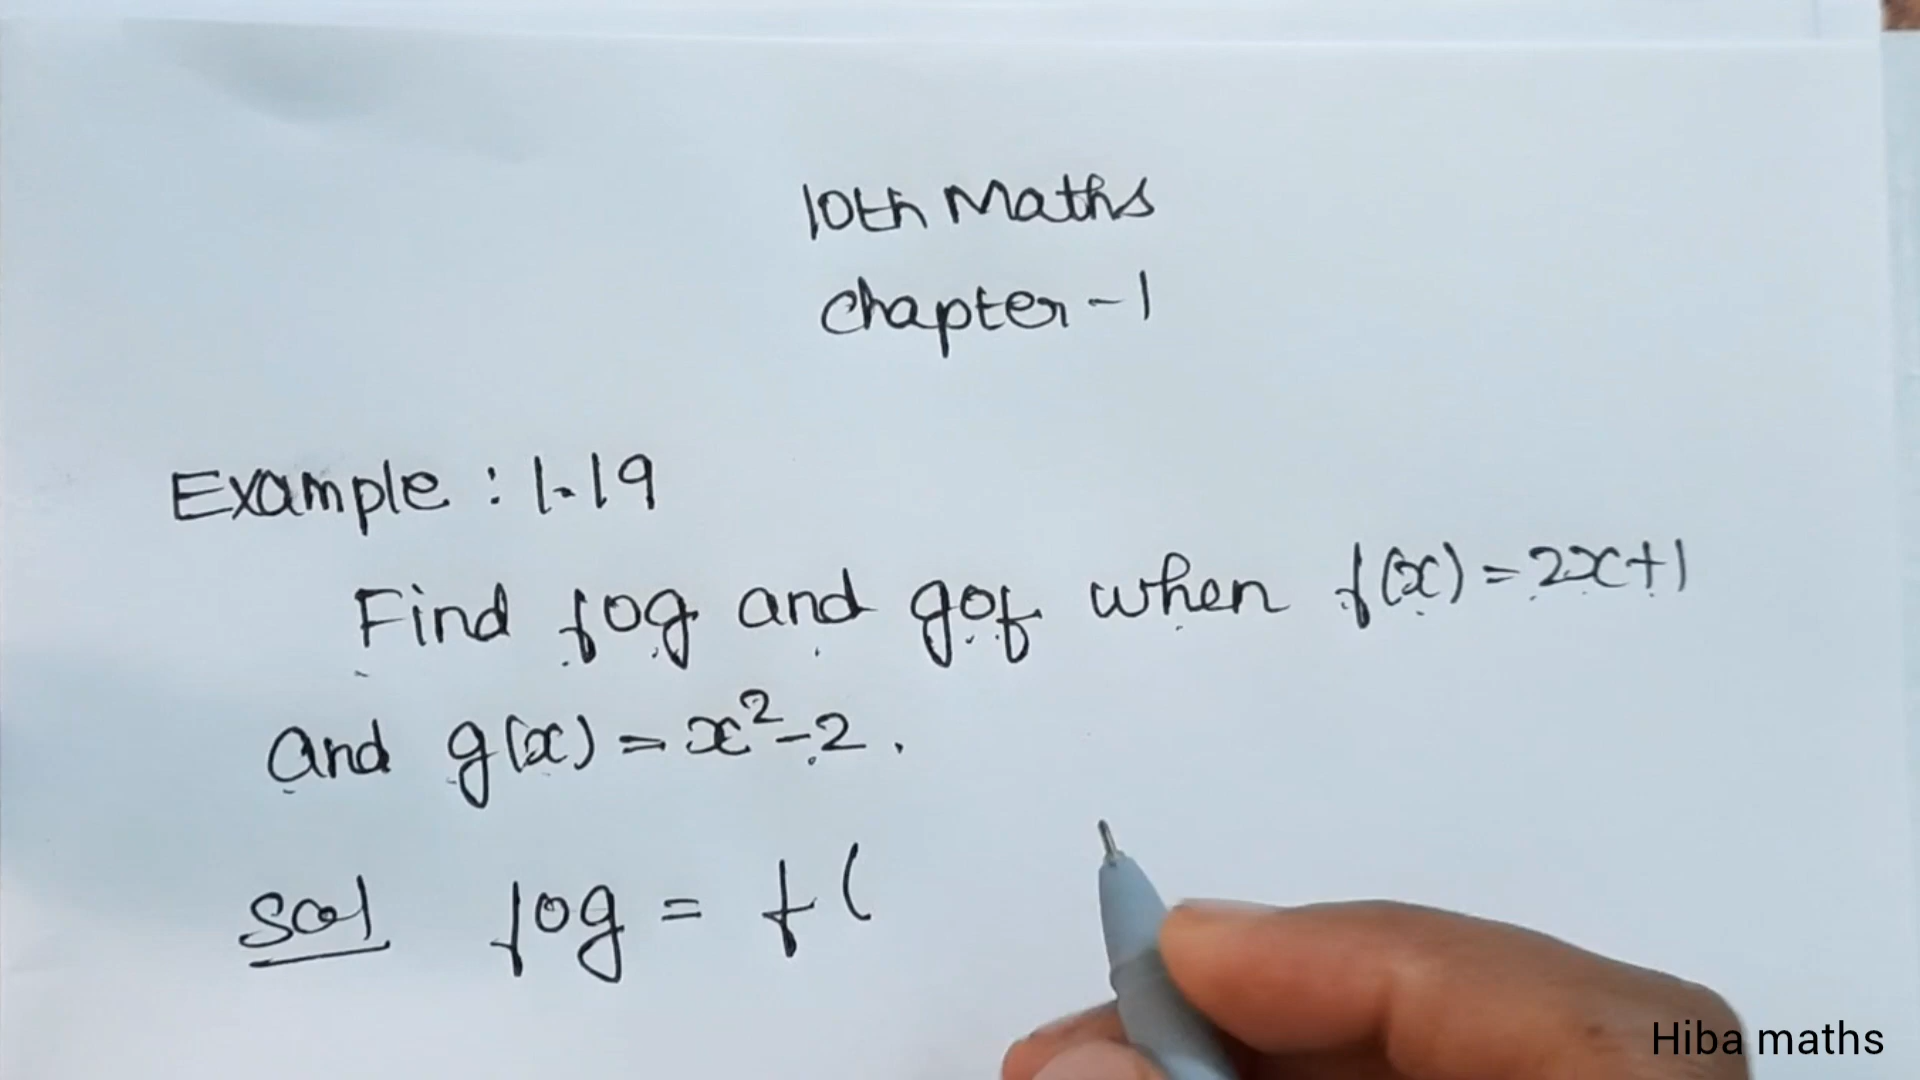 10th Maths
Chapter - 1
Example : 1.19
Find fog and gof when f(x) = 2x+1
and g(x) = x²-2.
Sol fog = f(
Hiba maths